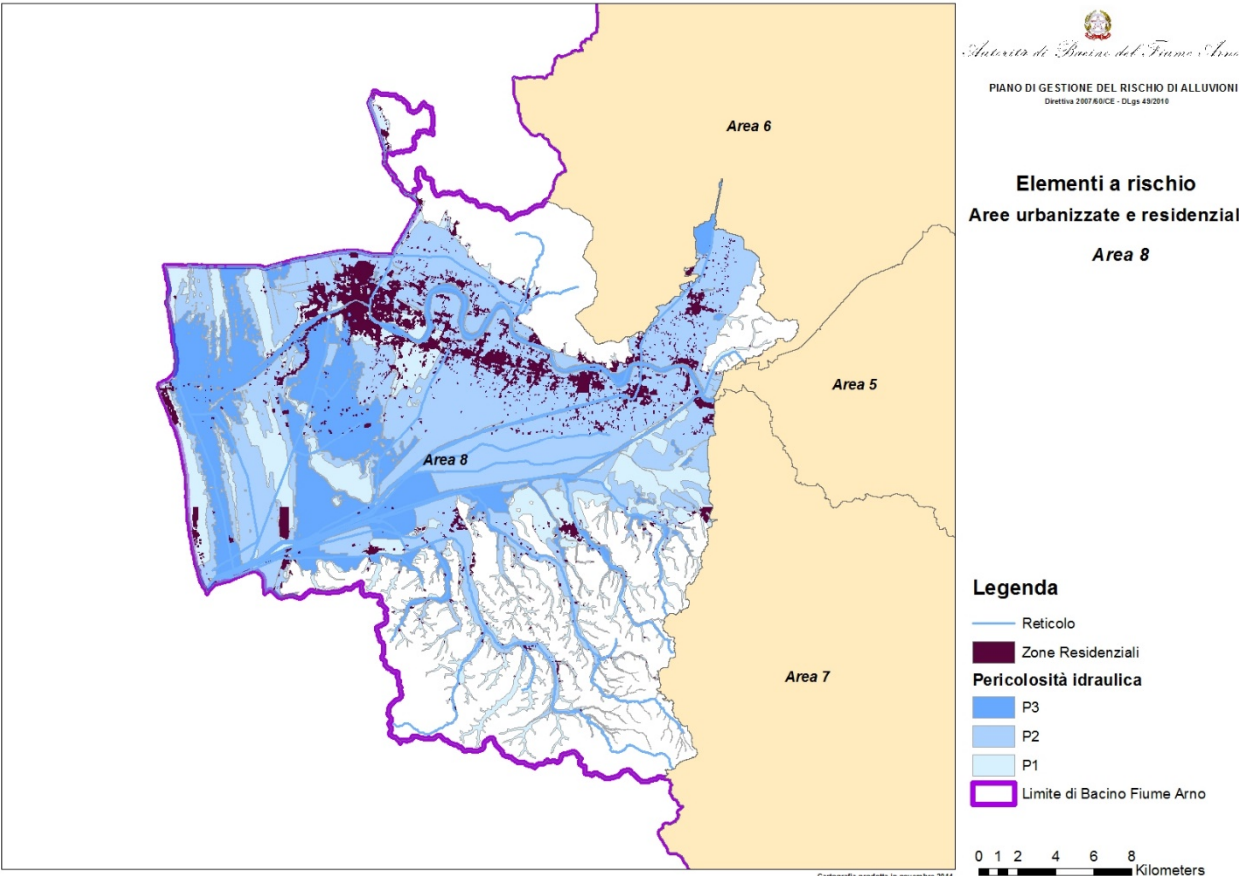 Autorità di Bacino del Fiume Arno
PIANO DI GESTIONE DEL RISCHIO DI ALLUVIONI
Direttiva 2007/60/CE - DLgs 49/2010
Elementi a rischio
Aree urbanizzate e residenzial
Area 8
Area 6
Area 5
Area 8
Area 7
Legenda
Reticolo
Zone Residenziali
Pericolosità idraulica
P3
P2
P1
Limite di Bacino Fiume Arno
0 1 2 4 6 8
Kilometers